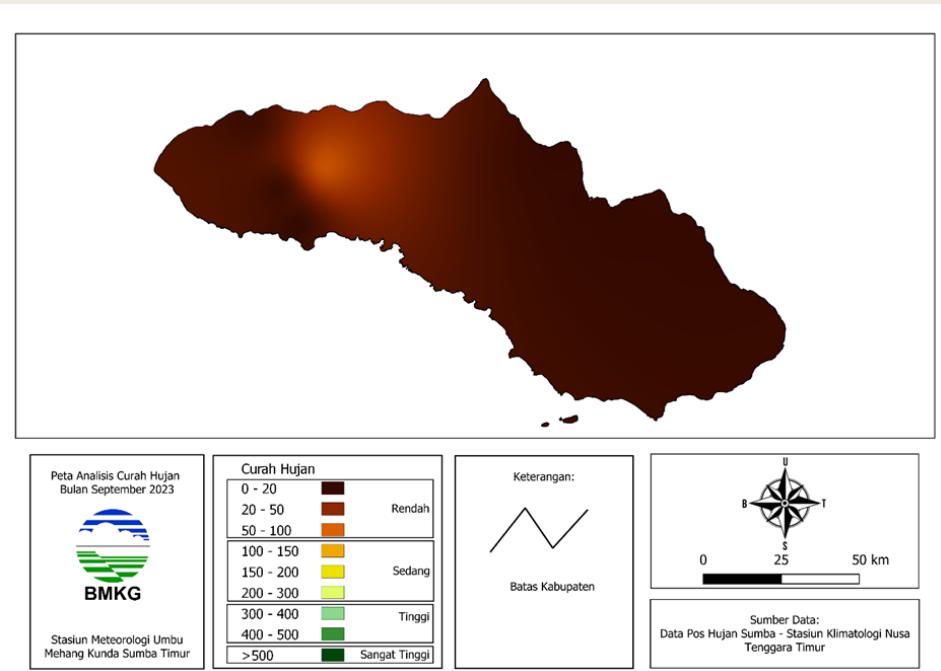 Peta Analisis Curah Hujan
Bulan September 2023
BMKG
Stasiun Meteorologi Umbu
Mehang Kunda Sumba Timur
Curah Hujan
0 - 20
20 - 50
Rendah
50 - 100
100 - 150
150 - 200
Sedang
200 - 300
300 - 400
Tinggi
400 - 500
>500
Sangat Tinggi
Keterangan:
Batas Kabupaten
U
B
T
S
0
25
50 km
Sumber Data:
Data Pos Hujan Sumba - Stasiun Klimatologi Nusa
Tenggara Timur